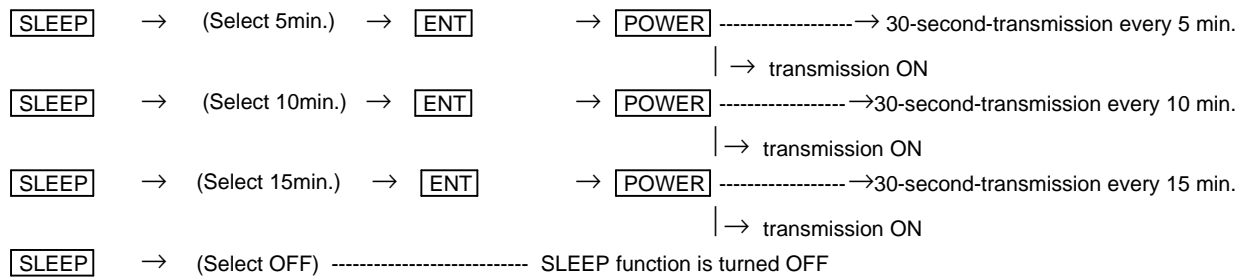 SLEEP → (Select 5min.) → ENT → POWER --------------------→ 30-second-transmission every 5 min.
|→ transmission ON
SLEEP → (Select 10min.) → ENT → POWER ------------------→30-second-transmission every 10 min.
|→ transmission ON
SLEEP → (Select 15min.) → ENT → POWER ------------------→30-second-transmission every 15 min.
|→ transmission ON
SLEEP → (Select OFF) ---------------------------- SLEEP function is turned OFF